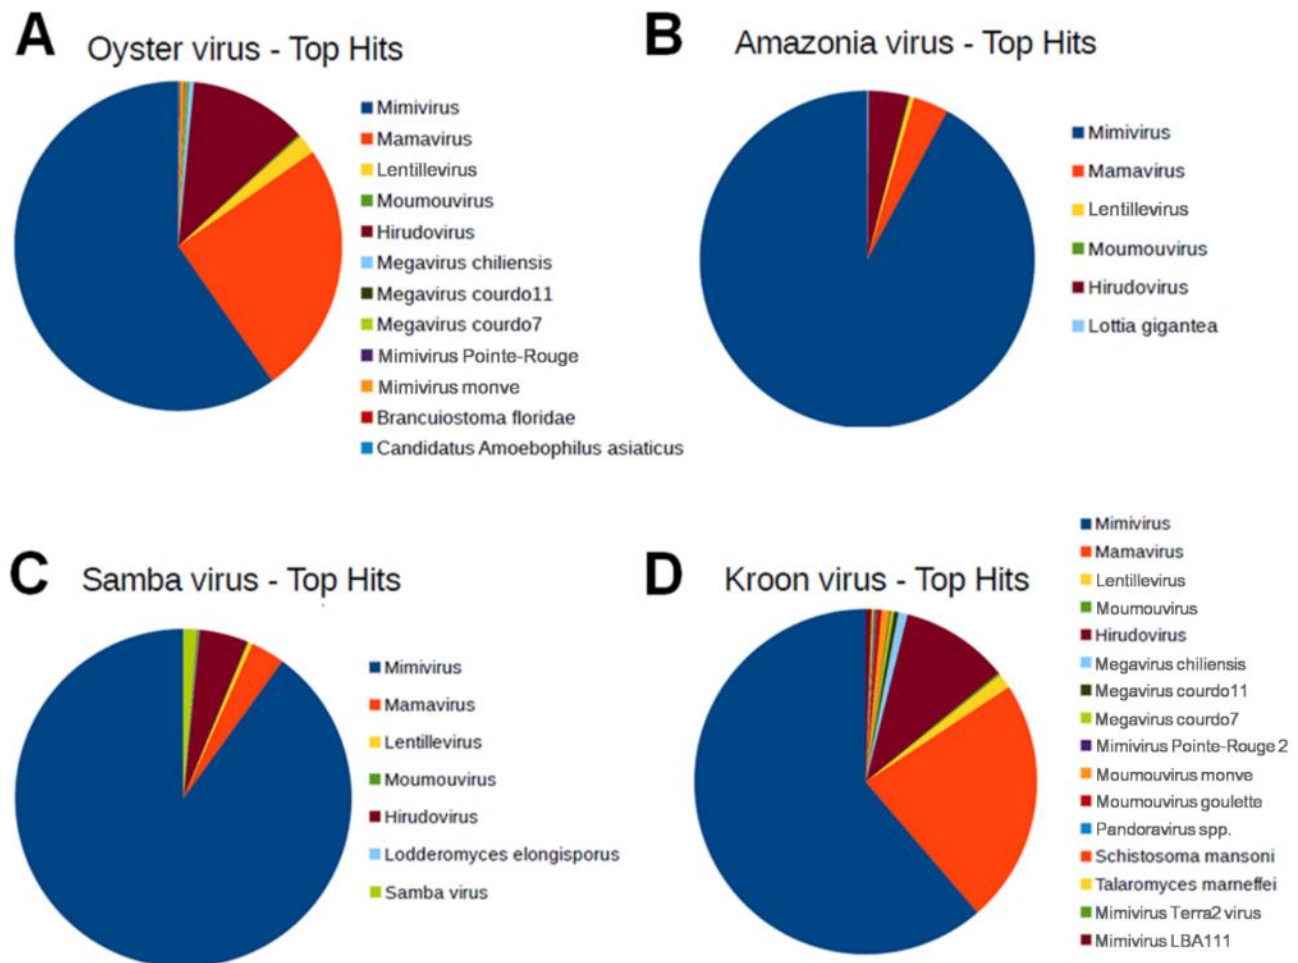 A
Oyster virus - Top Hits
Mimivirus
Mamavirus
Lentillevirus
Moumouvirus
Hirudovirus
Megavirus chiliensis
Megavirus courdo11
Megavirus courdo7
Mimivirus Pointe-Rouge
Mimivirus monve
Brancuiostoma floridae
Candidatus Amoebophilus asiaticus
B
Amazonia virus - Top Hits
Mimivirus
Mamavirus
Lentillevirus
Moumouvirus
Hirudovirus
Lottia gigantea
C
Samba virus - Top Hits
Mimivirus
Mamavirus
Lentillevirus
Moumouvirus
Hirudovirus
Lodderomyces elongisporus
Samba virus
D
Kroon virus - Top Hits
Mimivirus
Mamavirus
Lentillevirus
Moumouvirus
Hirudovirus
Megavirus chiliensis
Megavirus courdo11
Megavirus courdo7
Mimivirus Pointe-Rouge 2
Moumouvirus monve
Moumouvirus goulette
Pandoravirus spp.
Schistosoma mansoni
Talaromyces marneffei
Mimivirus Terra2 virus
Mimivirus LBA111